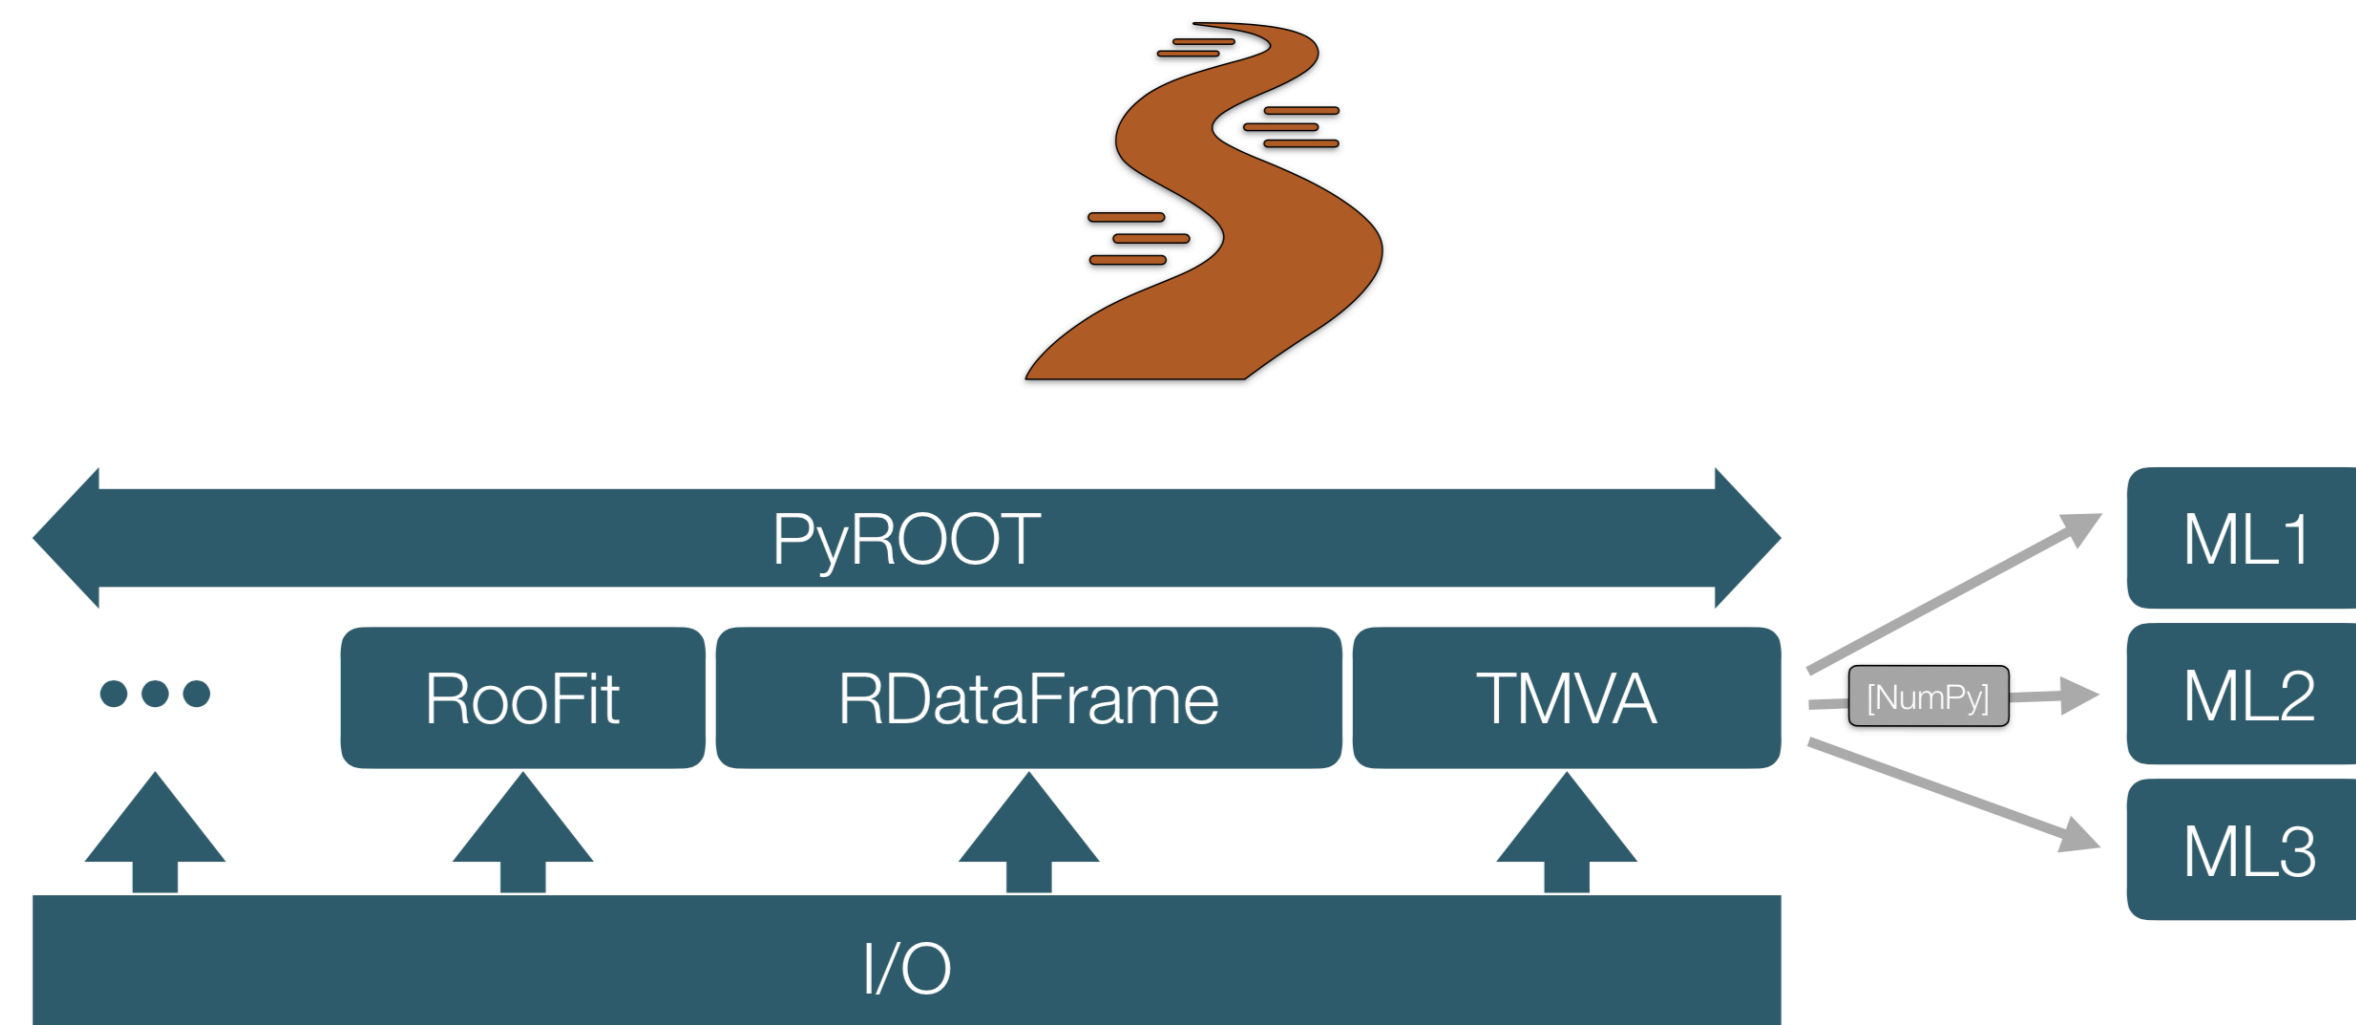 PyROOT
ML1
RooFit
RDataFrame
TMVA
[NumPy]
ML2
ML3
I/O